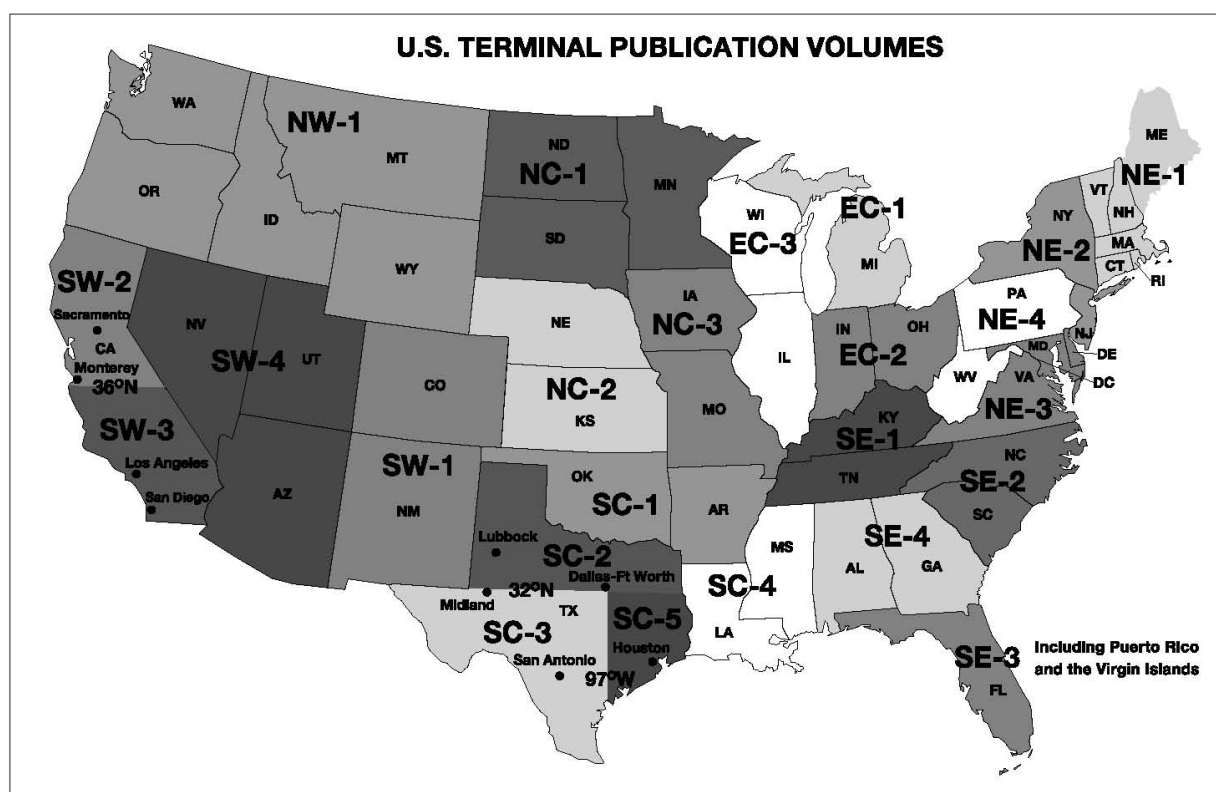 U.S. TERMINAL PUBLICATION VOLUMES
WA
NW-1
MT
ND
NC-1
MN
ME
OR
ID
VT
NE-1
NH
NY
NE-2
MA
CT
RI
WI
EC-3
EC-1
MI
SD
WY
SW-2
Sacramento
CA
Monterey
36ºN
NV
SW-4
UT
NE
IA
NC-3
IL
IN
EC-2
OH
PA
NE-4
NJ
MD
DE
DC
WV
VA
NE-3
CO
NC-2
KS
MO
KY
SE-1
SW-3
Los Angeles
San Diego
AZ
SW-1
NM
OK
SC-1
AR
TN
NC
SE-2
SC
Lubbock
SC-2
Dallas-Ft Worth
32ºN
Midland
TX
SC-3
San Antonio
97ºW
SC-5
Houston
SC-4
LA
MS
SE-4
AL
GA
SE-3
FL
Including Puerto Rico
and the Virgin Islands